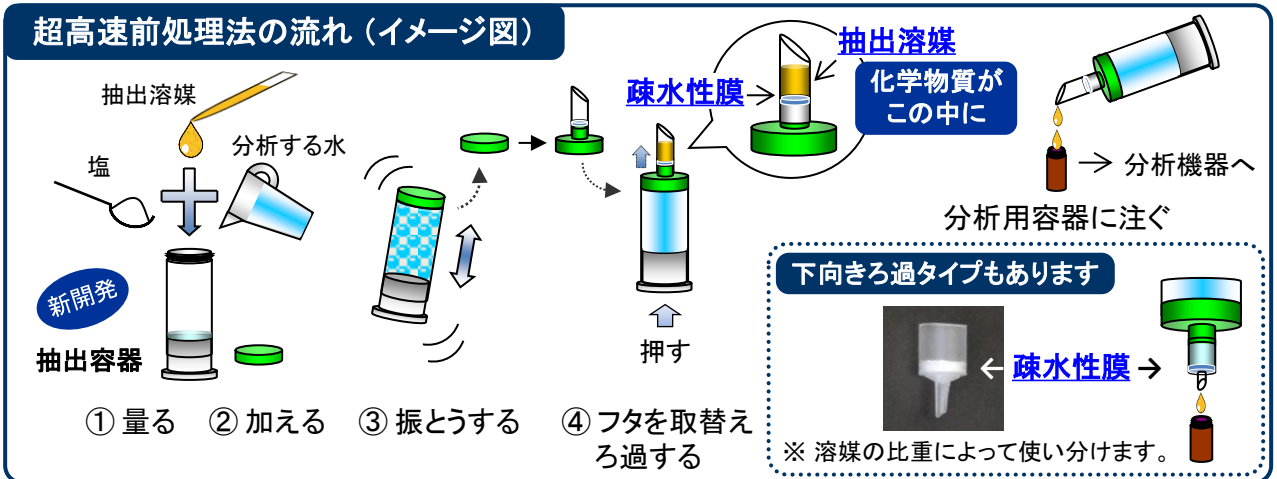 超高速前処理法の流れ（イメージ図）
抽出溶媒
塩
分析する水
新開発
抽出容器
① 量る
② 加える
③ 振とうする
押す
④ フタを取替え
ろ過する
疎水性膜→
抽出溶媒
化学物質が
この中に
→ 分析機器へ
分析用容器に注ぐ
下向きろ過タイプもあります
← 疎水性膜 →
※ 溶媒の比重によって使い分けます。